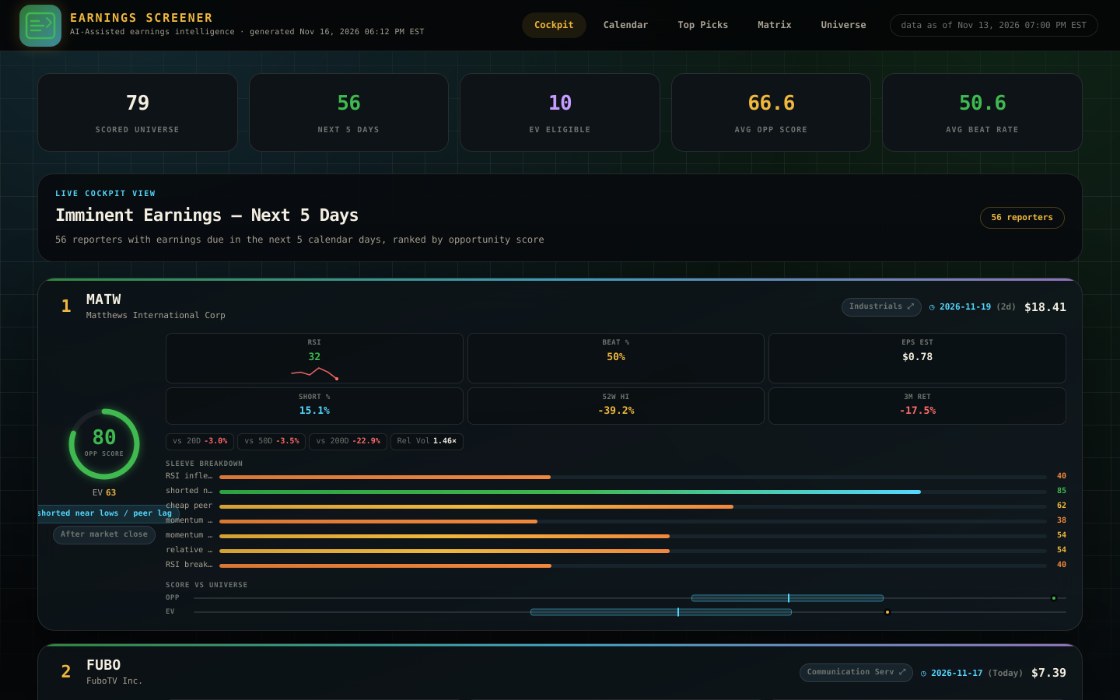 EARNINGS SCREENER
AI-Assisted earnings intelligence · generated Nov 16, 2026 06:12 PM EST
Cockpit
Calendar
Top Picks
Matrix
Universe
data as of Nov 13, 2026 07:00 PM EST
79
SCORED UNIVERSE
56
NEXT 5 DAYS
10
EV ELIGIBLE
66.6
AVG OPP SCORE
50.6
AVG BEAT RATE
LIVE COCKPIT VIEW
Imminent Earnings — Next 5 Days
56 reporters with earnings due in the next 5 calendar days, ranked by opportunity score
56 reporters
1
MATW
Matthews International Corp
Industrials ⤢
◷ 2026-11-19 (2d)
$18.41
80
OPP SCORE
EV 63
shorted near lows / peer lag
After market close
RSI
32
BEAT %
50%
EPS EST
$0.78
SHORT %
15.1%
52W HI
-39.2%
3M RET
-17.5%
vs 20D -3.0%
vs 50D -3.5%
vs 200D -22.9%
Rel Vol 1.46×
SLEEVE BREAKDOWN
RSI infle… 40
shorted n… 85
cheap peer 62
momentum … 38
momentum … 54
relative … 54
RSI break… 40
SCORE VS UNIVERSE
OPP
EV
2
FUBO
FuboTV Inc.
Communication Serv ⤢
◷ 2026-11-17 (Today)
$7.39